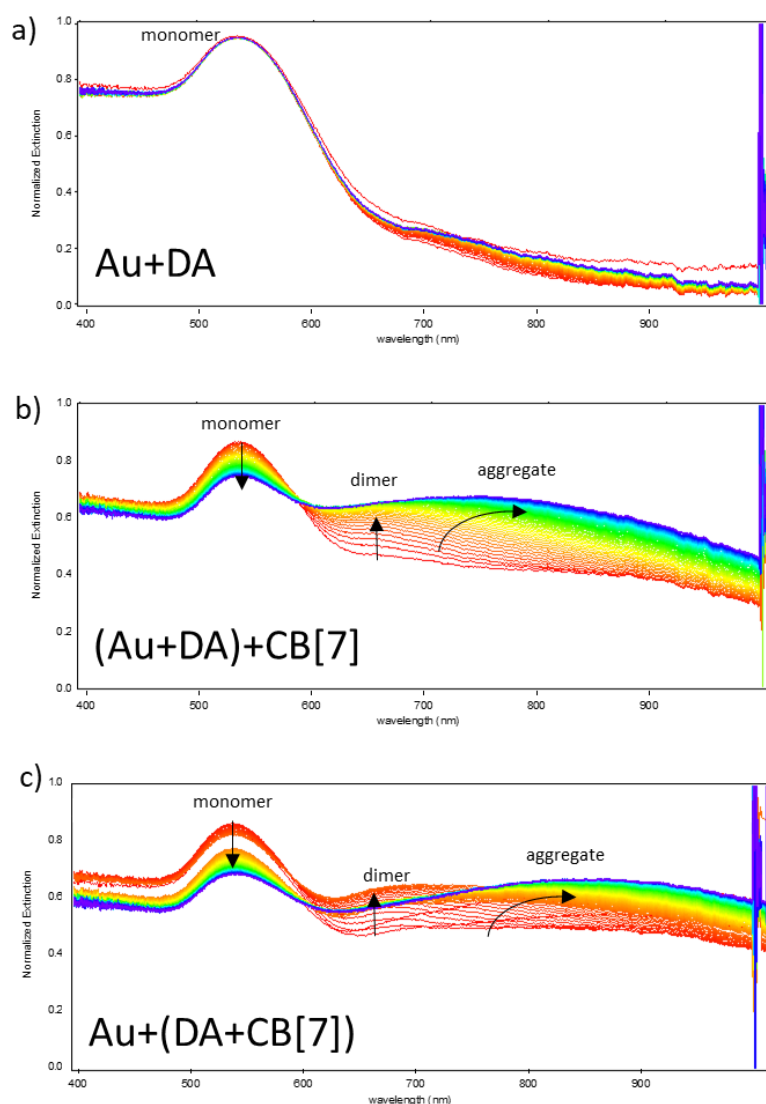 a)
1.0
monomer
0.8
0.6
0.4
0.2
0.0
Normalized Extinction
Au+DA
400 500 600 700 800 900
wavelength (nm)
b)
1.0
monomer
dimer
aggregate
0.8
0.6
0.4
0.2
0.0
Normalized Extinction
(Au+DA)+CB[7]
400 500 600 700 800 900
wavelength (nm)
c)
1.0
monomer
dimer
aggregate
0.8
0.6
0.4
0.2
0.0
Normalized Extinction
Au+(DA+CB[7])
400 500 600 700 800 900
wavelength (nm)